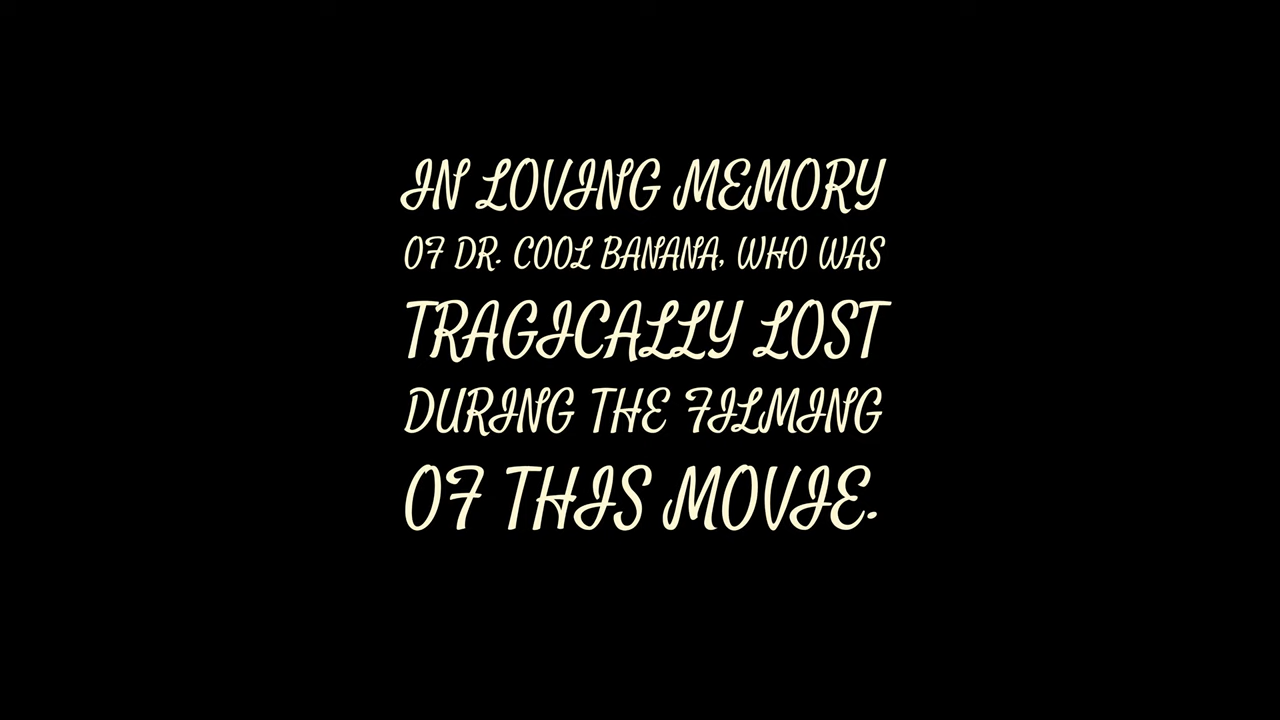 IN LOVING MEMORY
OF DR. COOL BANANA, WHO WAS
TRAGICALLY LOST
DURING THE FILMING
OF THIS MOVIE.